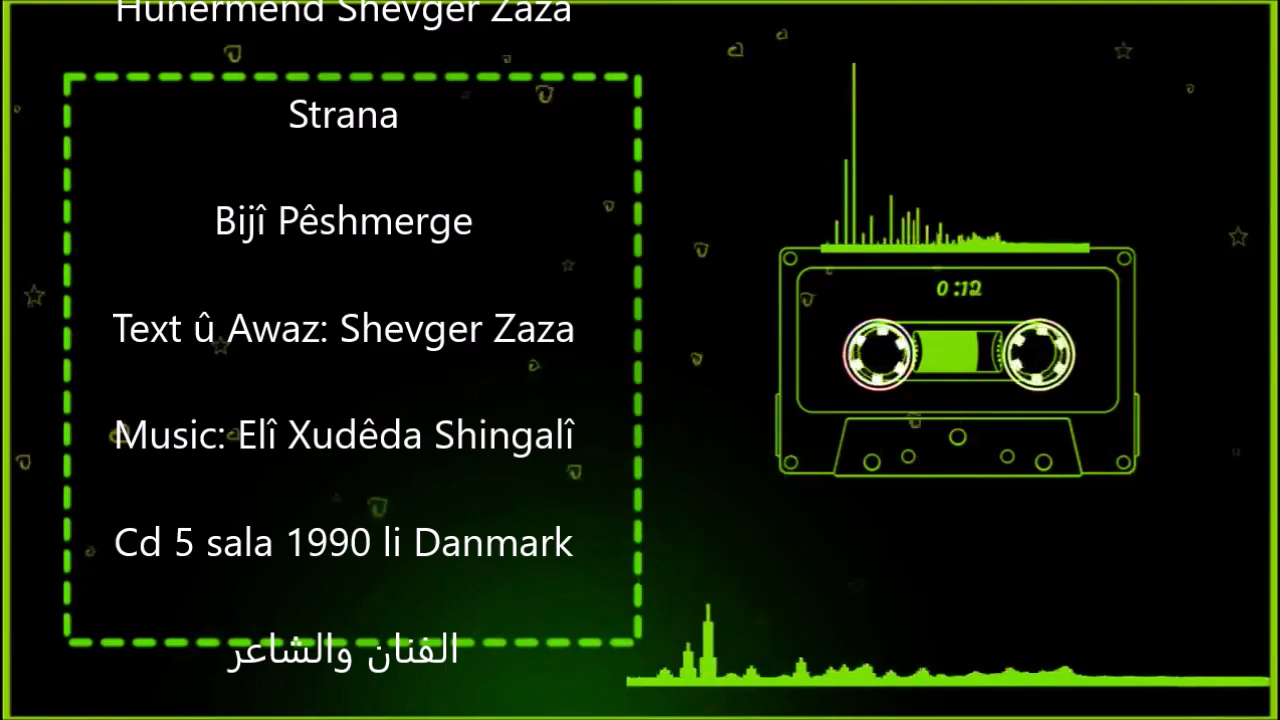 Hunermend Shevger Zaza
Strana
Bijî Pêshmerge
Text û Awaz: Shevger Zaza
Music: Elî Xudêda Shingalî
Cd 5 sala 1990 li Danmark
الفنان والشاعر
0:12